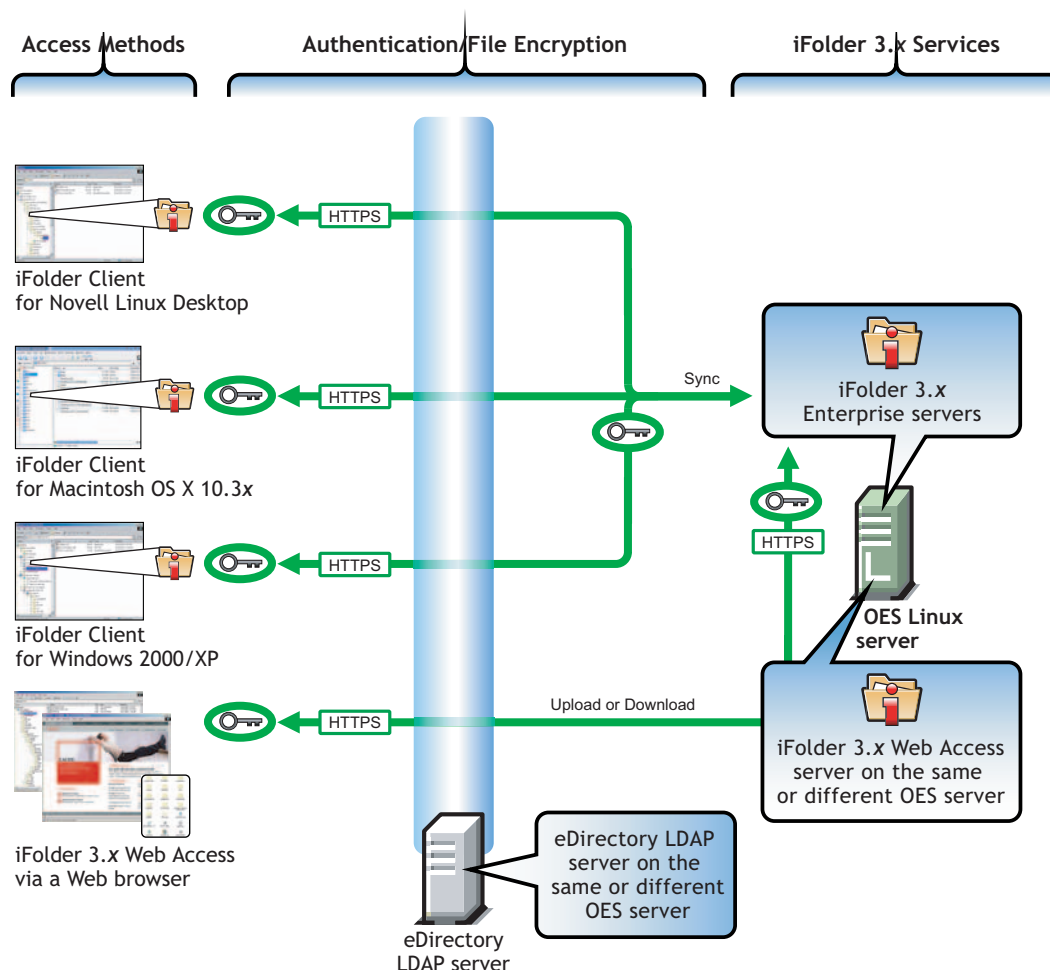 Access Methods
Authentication/File Encryption
iFolder 3.x Services
HTTPS
iFolder Client
for Novell Linux Desktop
HTTPS
Sync
iFolder 3.x
Enterprise servers
iFolder Client
for Macintosh OS X 10.3x
HTTPS
HTTPS
iFolder Client
for Windows 2000/XP
OES Linux
server
HTTPS
Upload or Download
iFolder 3.x Web Access
server on the same
or different OES server
iFolder 3.x Web Access
via a Web browser
eDirectory LDAP
server on the
same or different
OES server
eDirectory
LDAP server